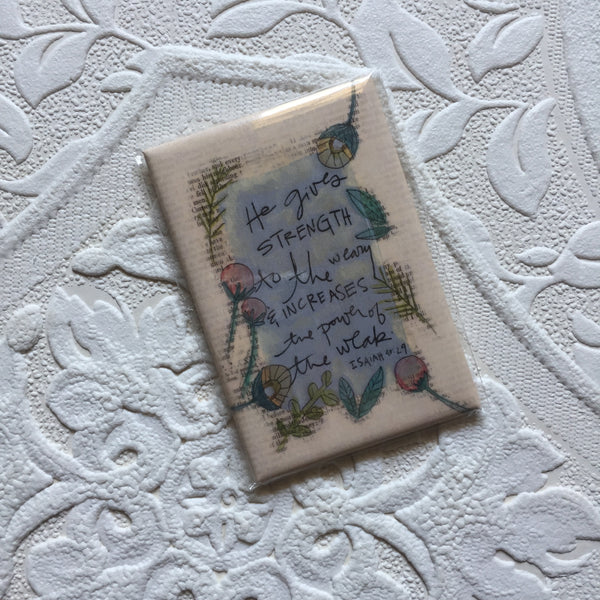 He gives
STRENGTH
to the weary
& INCREASES
the power of
the weak
ISAIAH 40:29